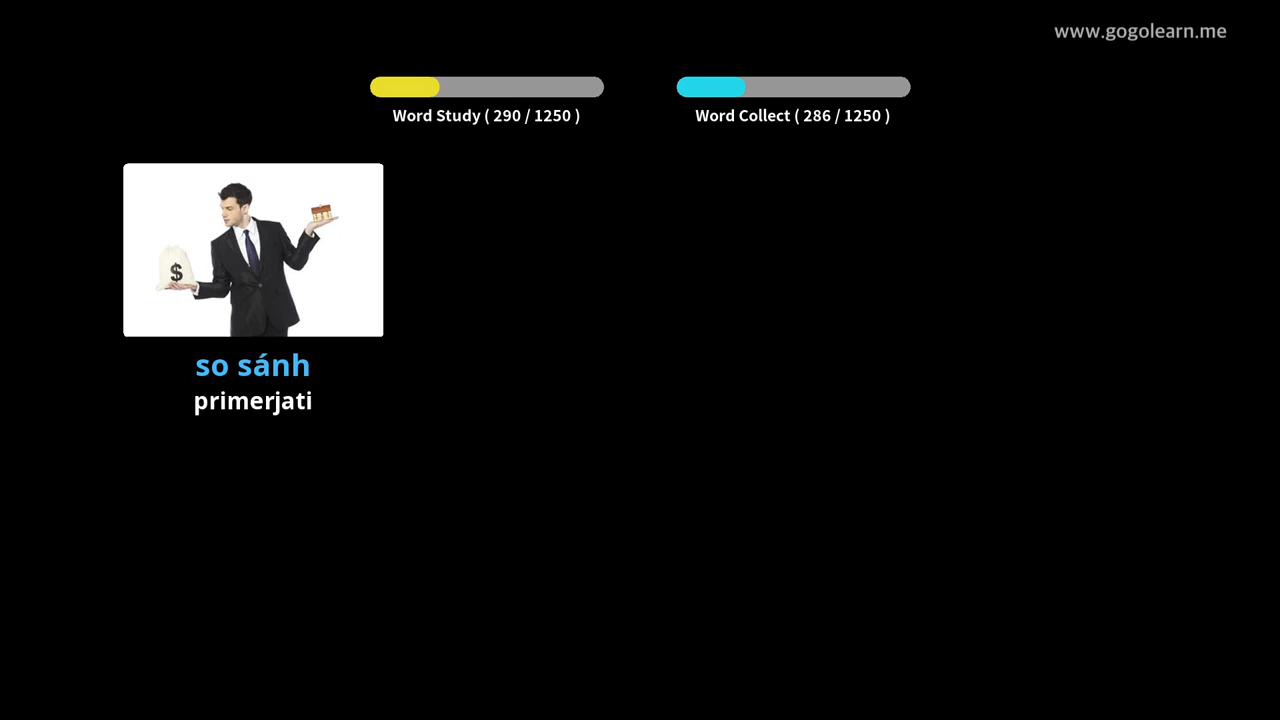 www.gogolearn.me
Word Study ( 290 / 1250 )
Word Collect ( 286 / 1250 )
$
so sánh
primerjati